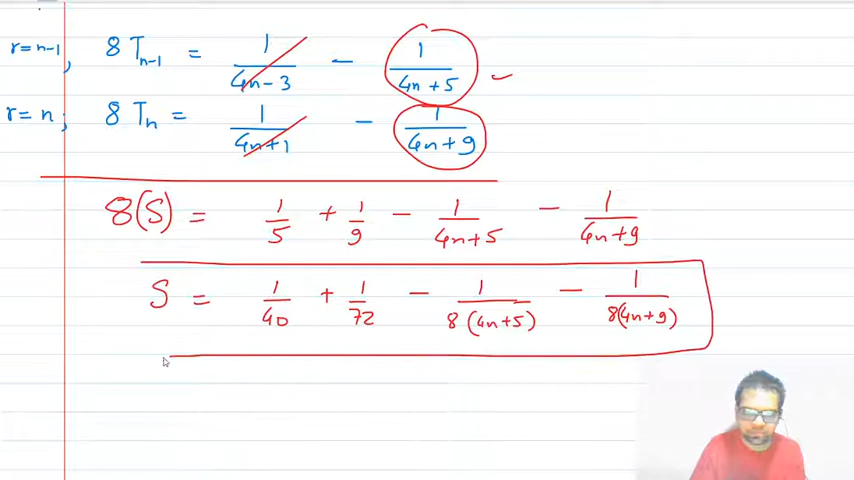 r=n-1; 8 T_{n-1} = 1/(4n-3) - 1/(4n+5)
r=n; 8 T_n = 1/(4n+1) - 1/(4n+9)
8(S) = 1/5 + 1/9 - 1/(4n+5) - 1/(4n+9)
S = 1/40 + 1/72 - 1/(8(4n+5)) - 1/(8(4n+9))